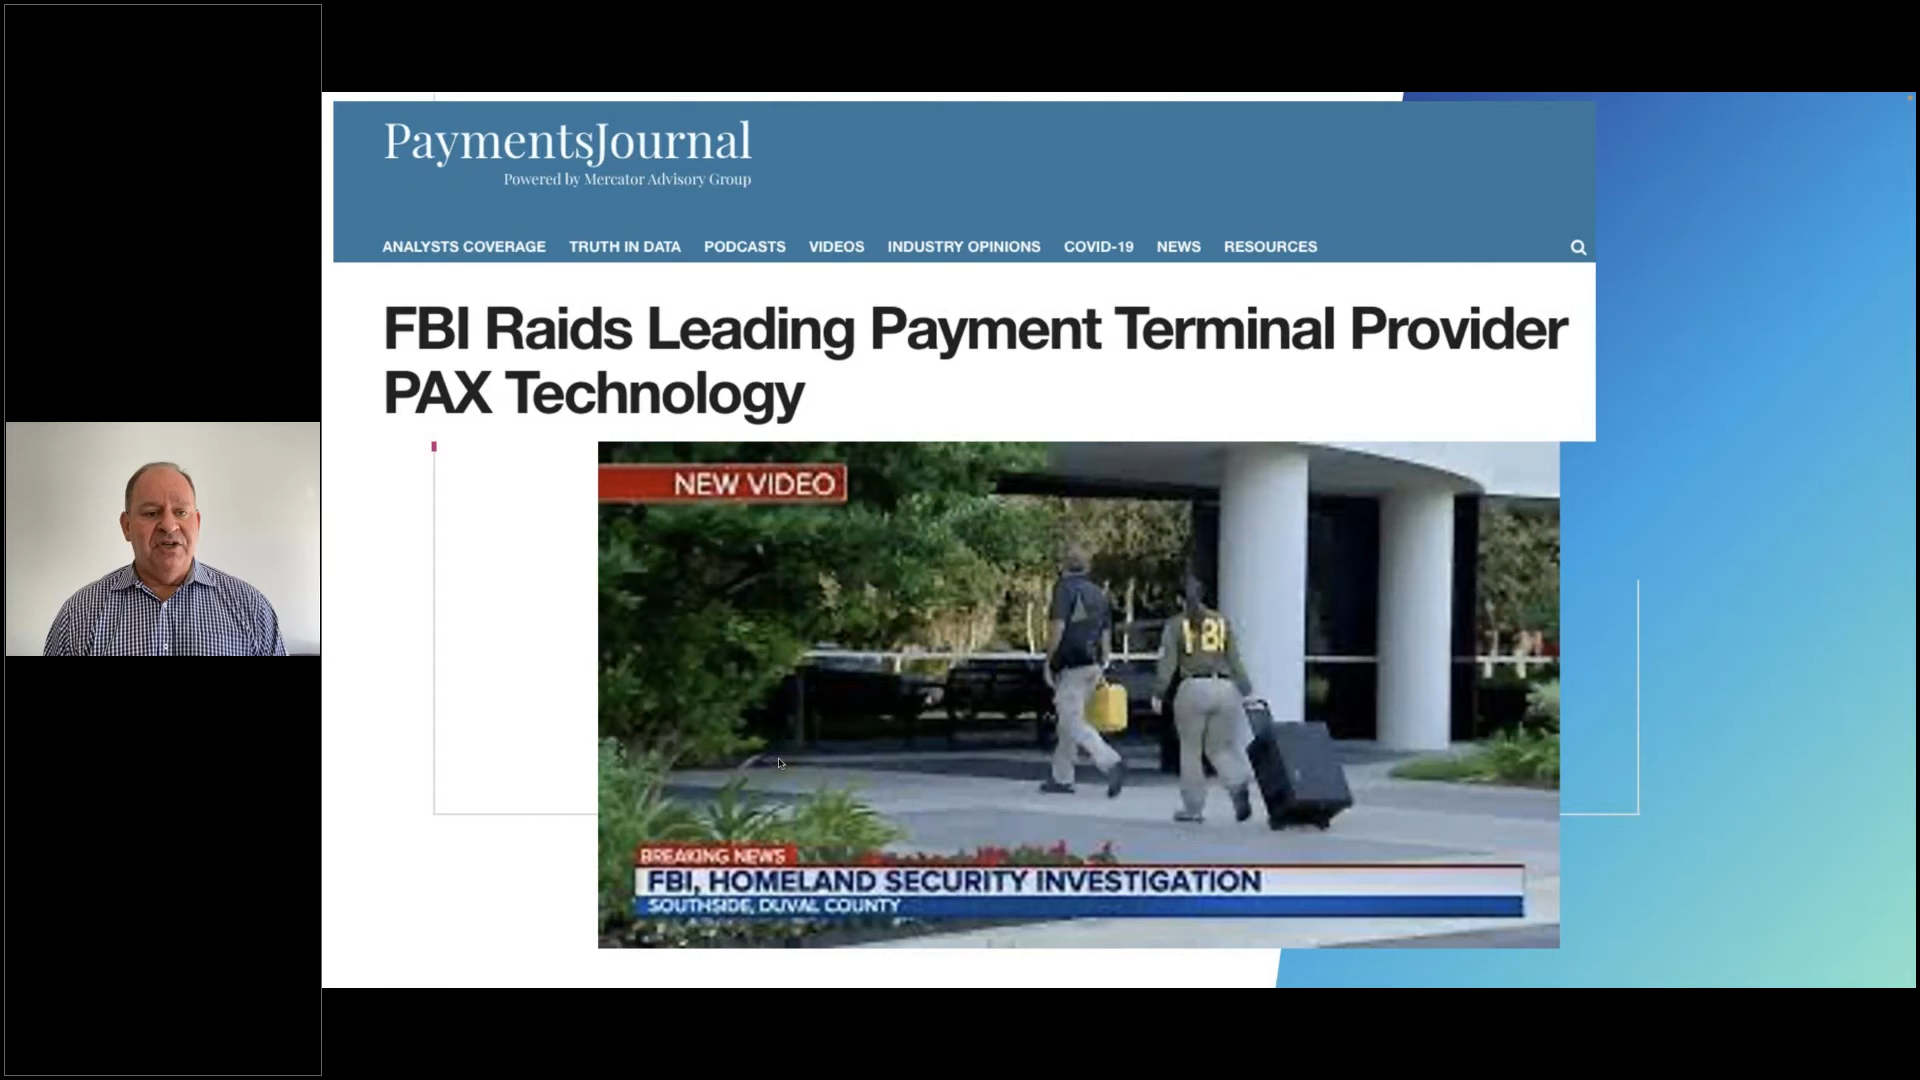 PaymentsJournal
Powered by Mercator Advisory Group
ANALYSTS COVERAGE TRUTH IN DATA PODCASTS VIDEOS INDUSTRY OPINIONS COVID-19 NEWS RESOURCES
FBI Raids Leading Payment Terminal Provider
PAX Technology
NEW VIDEO
FBI
BREAKING NEWS
FBI, HOMELAND SECURITY INVESTIGATION
SOUTHSIDE, DUVAL COUNTY